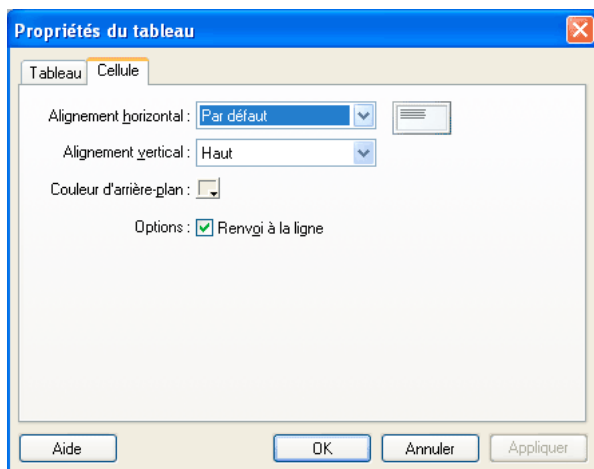 Propriétés du tableau
Tableau Cellule
Alignement horizontal : Par défaut
Alignement vertical : Haut
Couleur d'arrière-plan :
Options : Renvoi à la ligne
Aide OK Annuler Appliquer